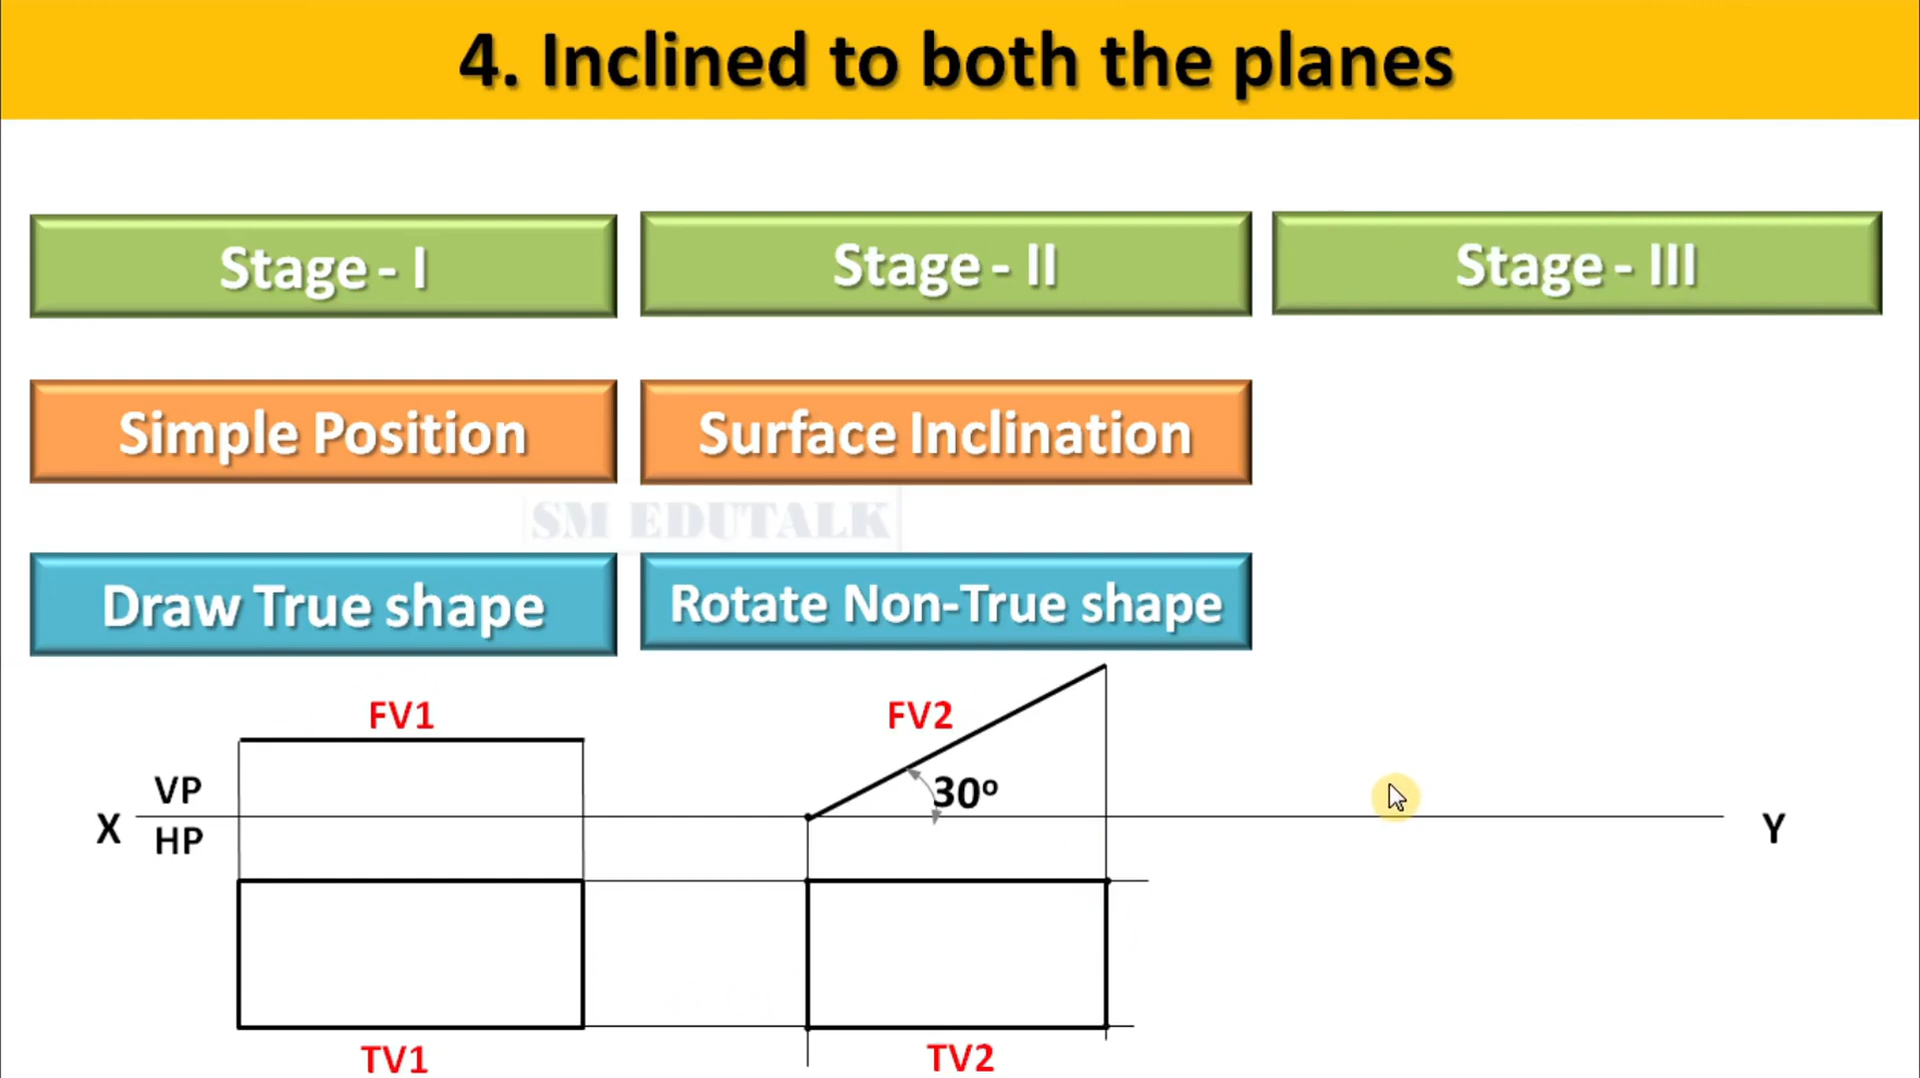 4. Inclined to both the planes
Stage - I
Stage - II
Stage - III
Simple Position
Surface Inclination
SM EDUTALK
Draw True shape
Rotate Non-True shape
FV1
FV2
30º
VP
X
HP
Y
TV1
TV2